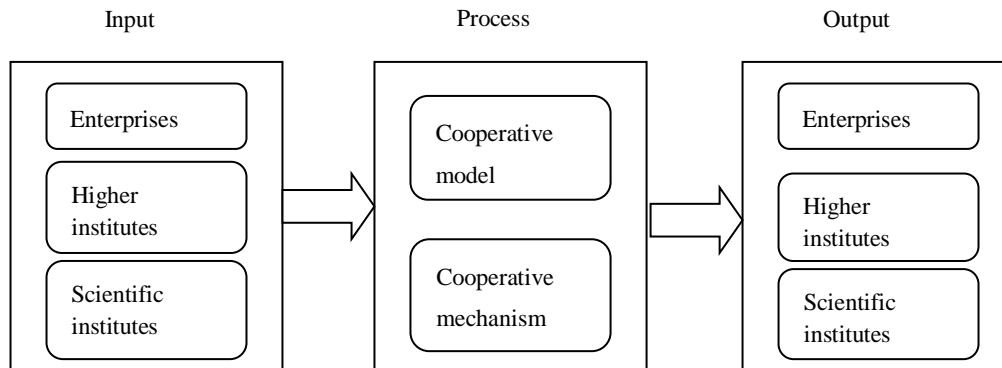 Input
Process
Output
Enterprises
Higher
institutes
Scientific
institutes
Cooperative
model
Cooperative
mechanism
Enterprises
Higher
institutes
Scientific
institutes